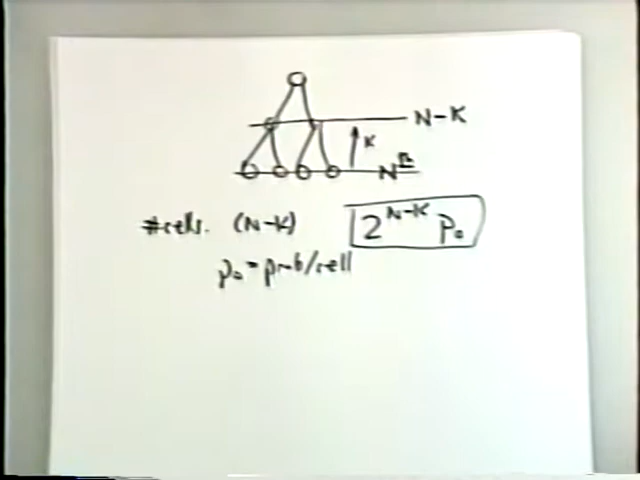 N-K
K
N
#cells. (N-K) 2^{N-K} p₀
p₀ = prob/cell